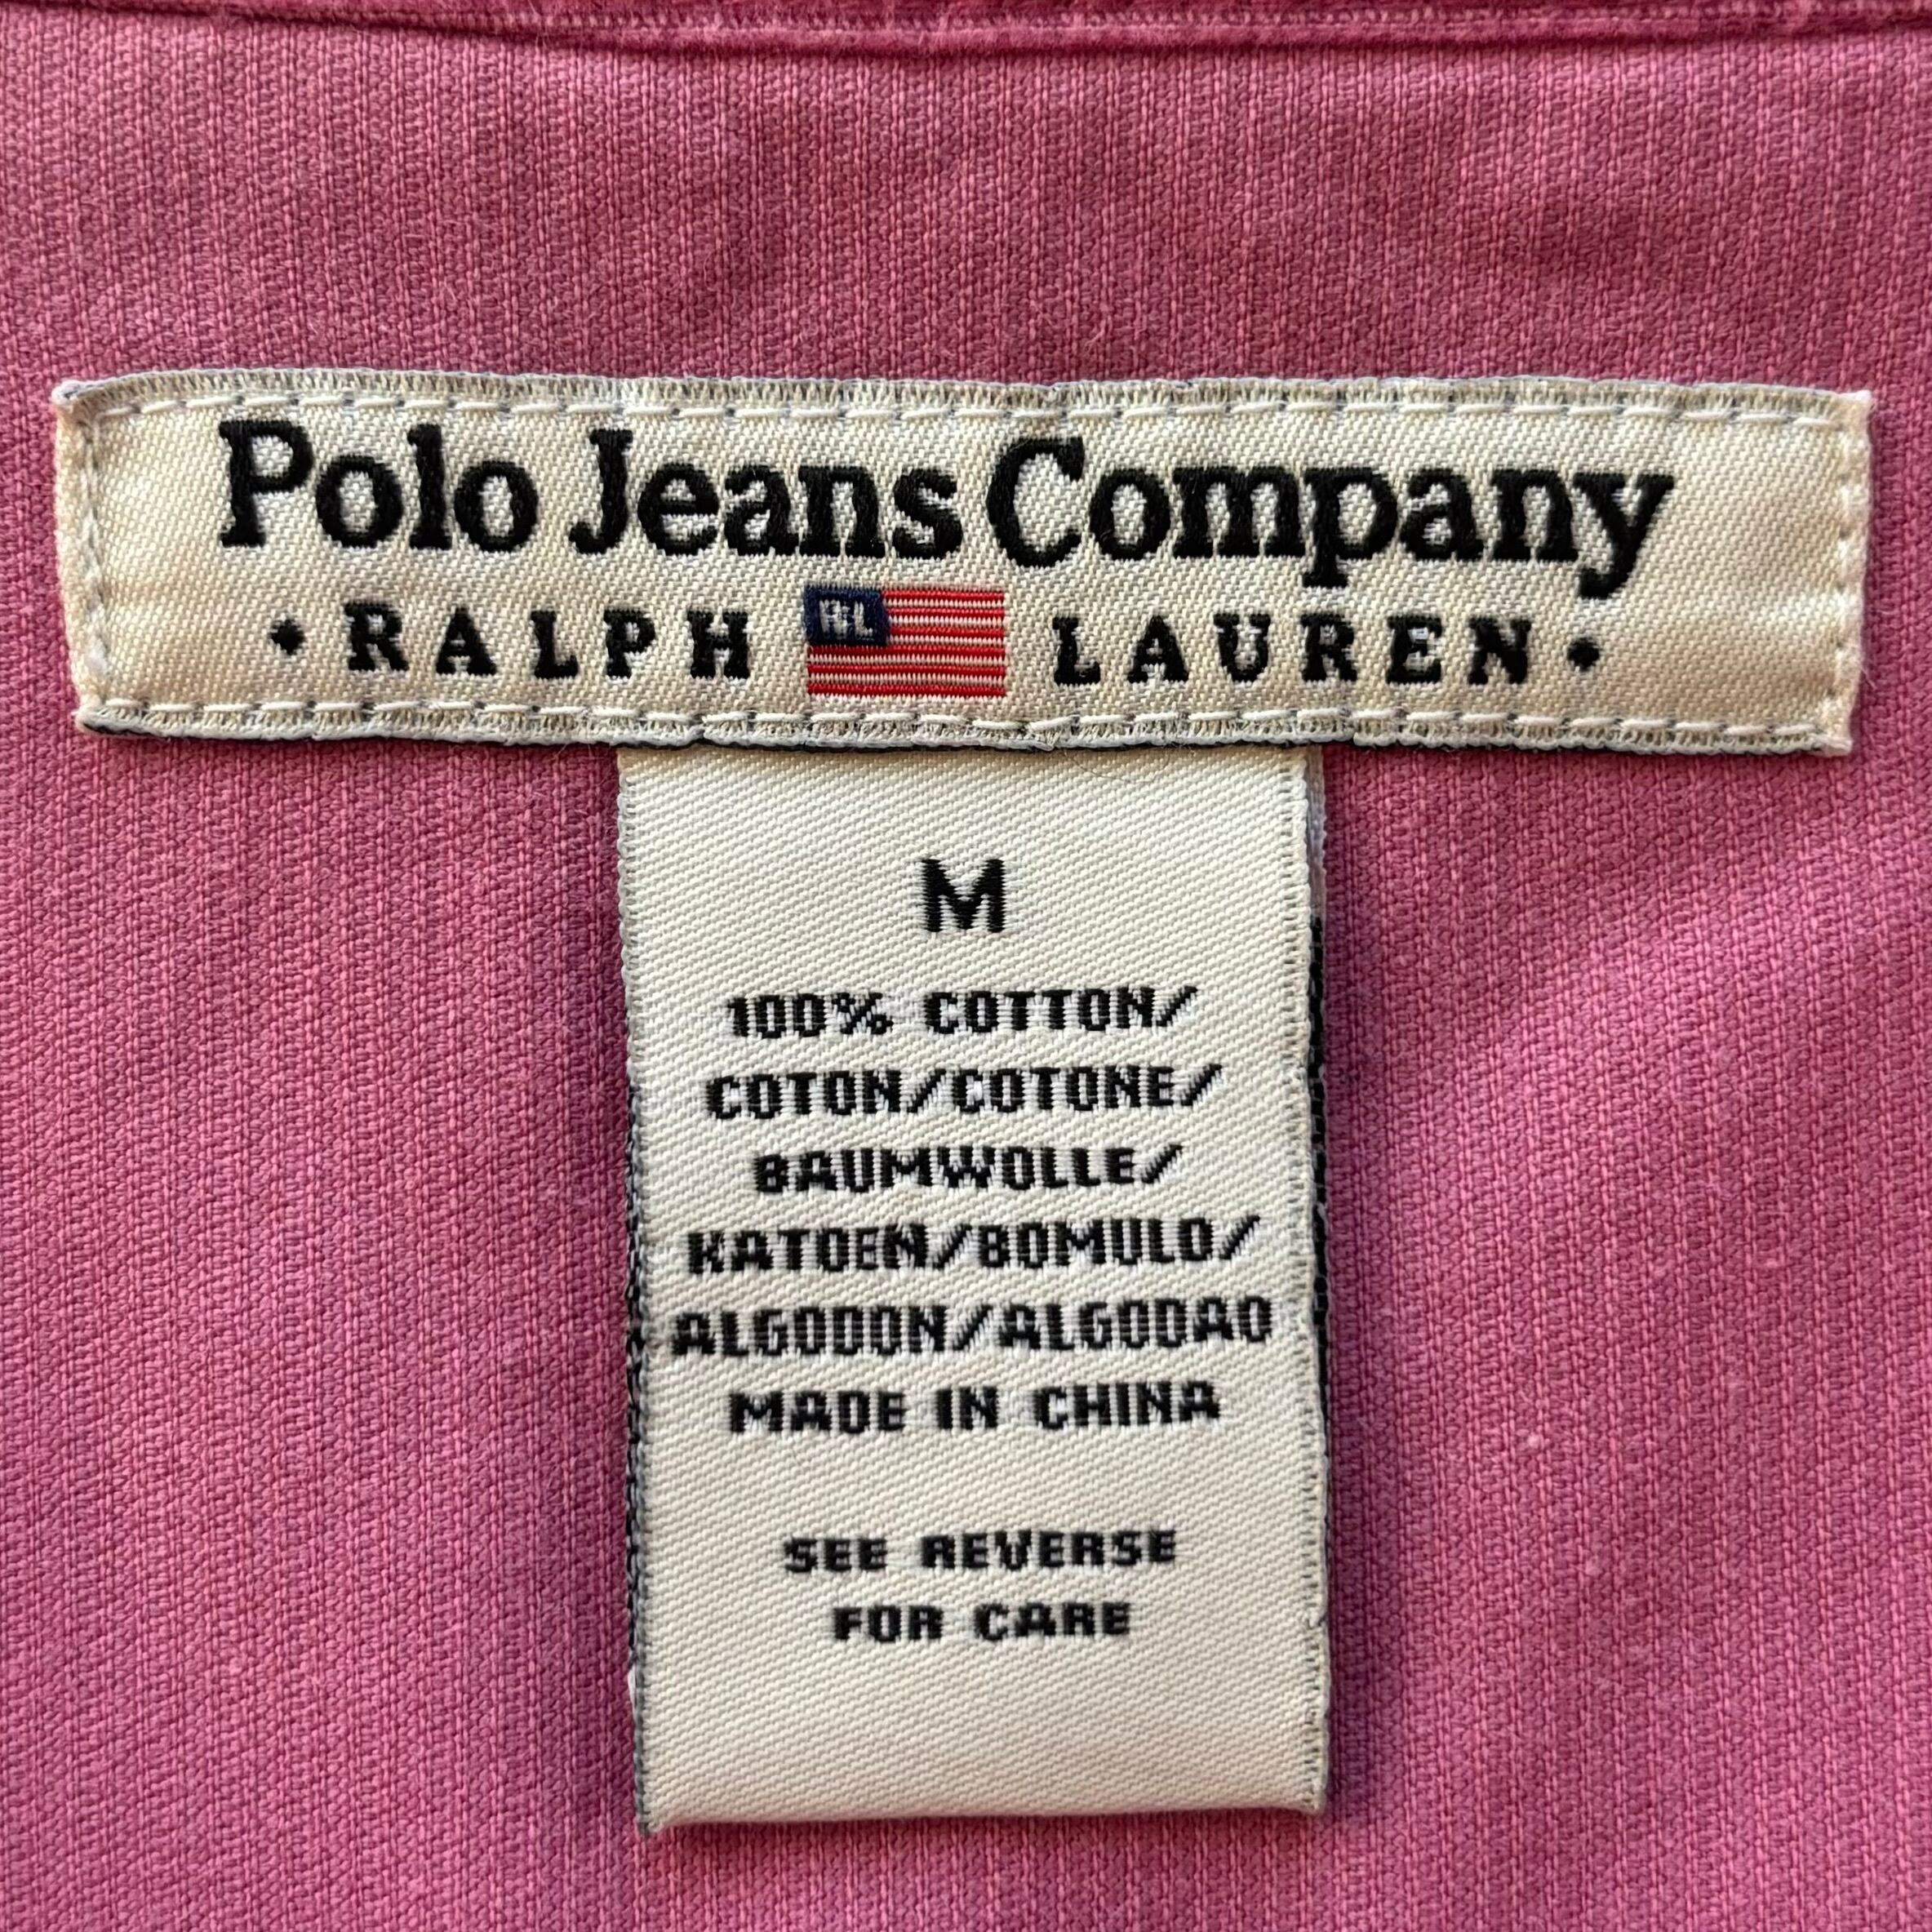 Polo Jeans Company
• RALPH RL LAUREN •
M
100% COTTON/
COTON/COTONE/
BAUMWOLLE/
KATOEN/BOMULD/
ALGODON/ALGODAO
MADE IN CHINA
SEE REVERSE
FOR CARE